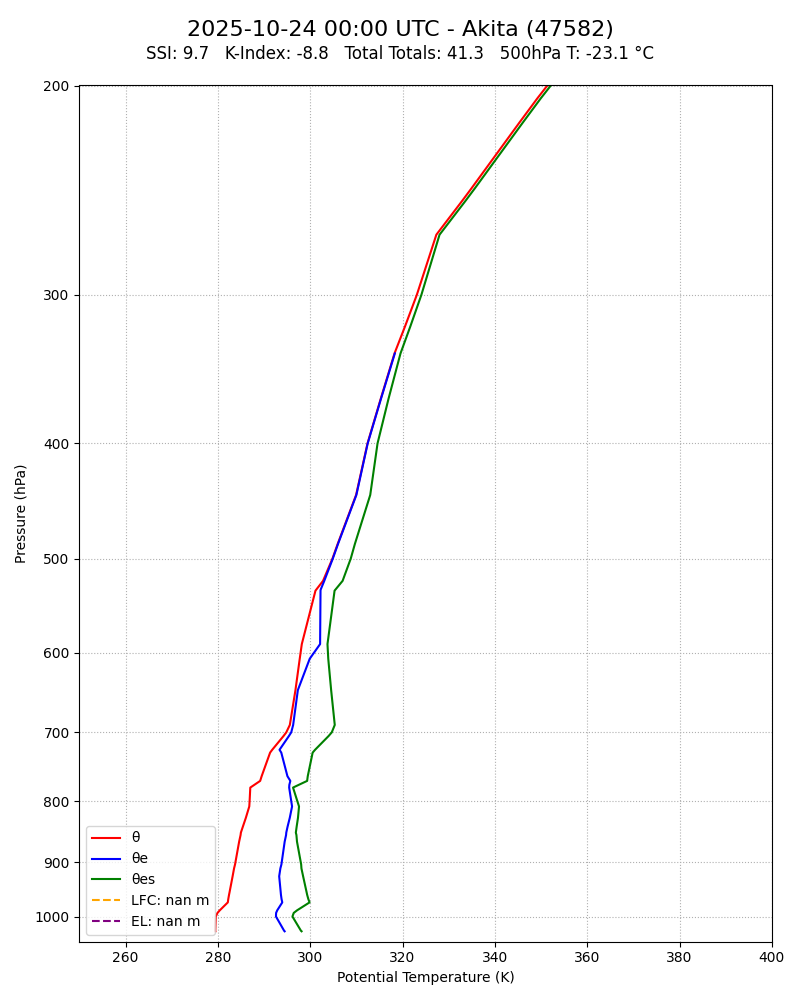 2025-10-24 00:00 UTC - Akita (47582)
SSI: 9.7   K-Index: -8.8   Total Totals: 41.3   500hPa T: -23.1 °C
200
300
400
500
600
700
800
900
1000
Pressure (hPa)
θ
θe
θes
LFC: nan m
EL: nan m
260
280
300
320
340
360
380
400
Potential Temperature (K)